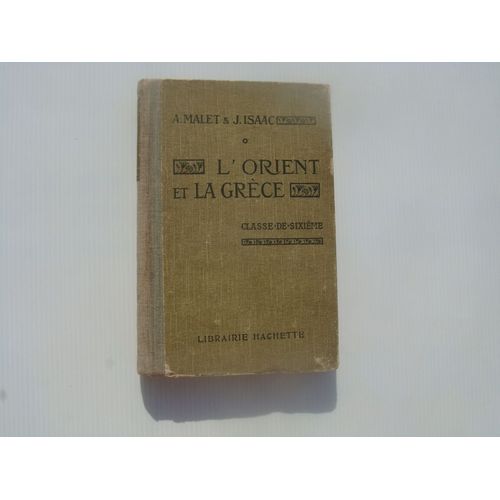 A. MALET & J. ISAAC
L'ORIENT
ET LA GRÈCE
CLASSE·DE·SIXIÈME
LIBRAIRIE HACHETTE